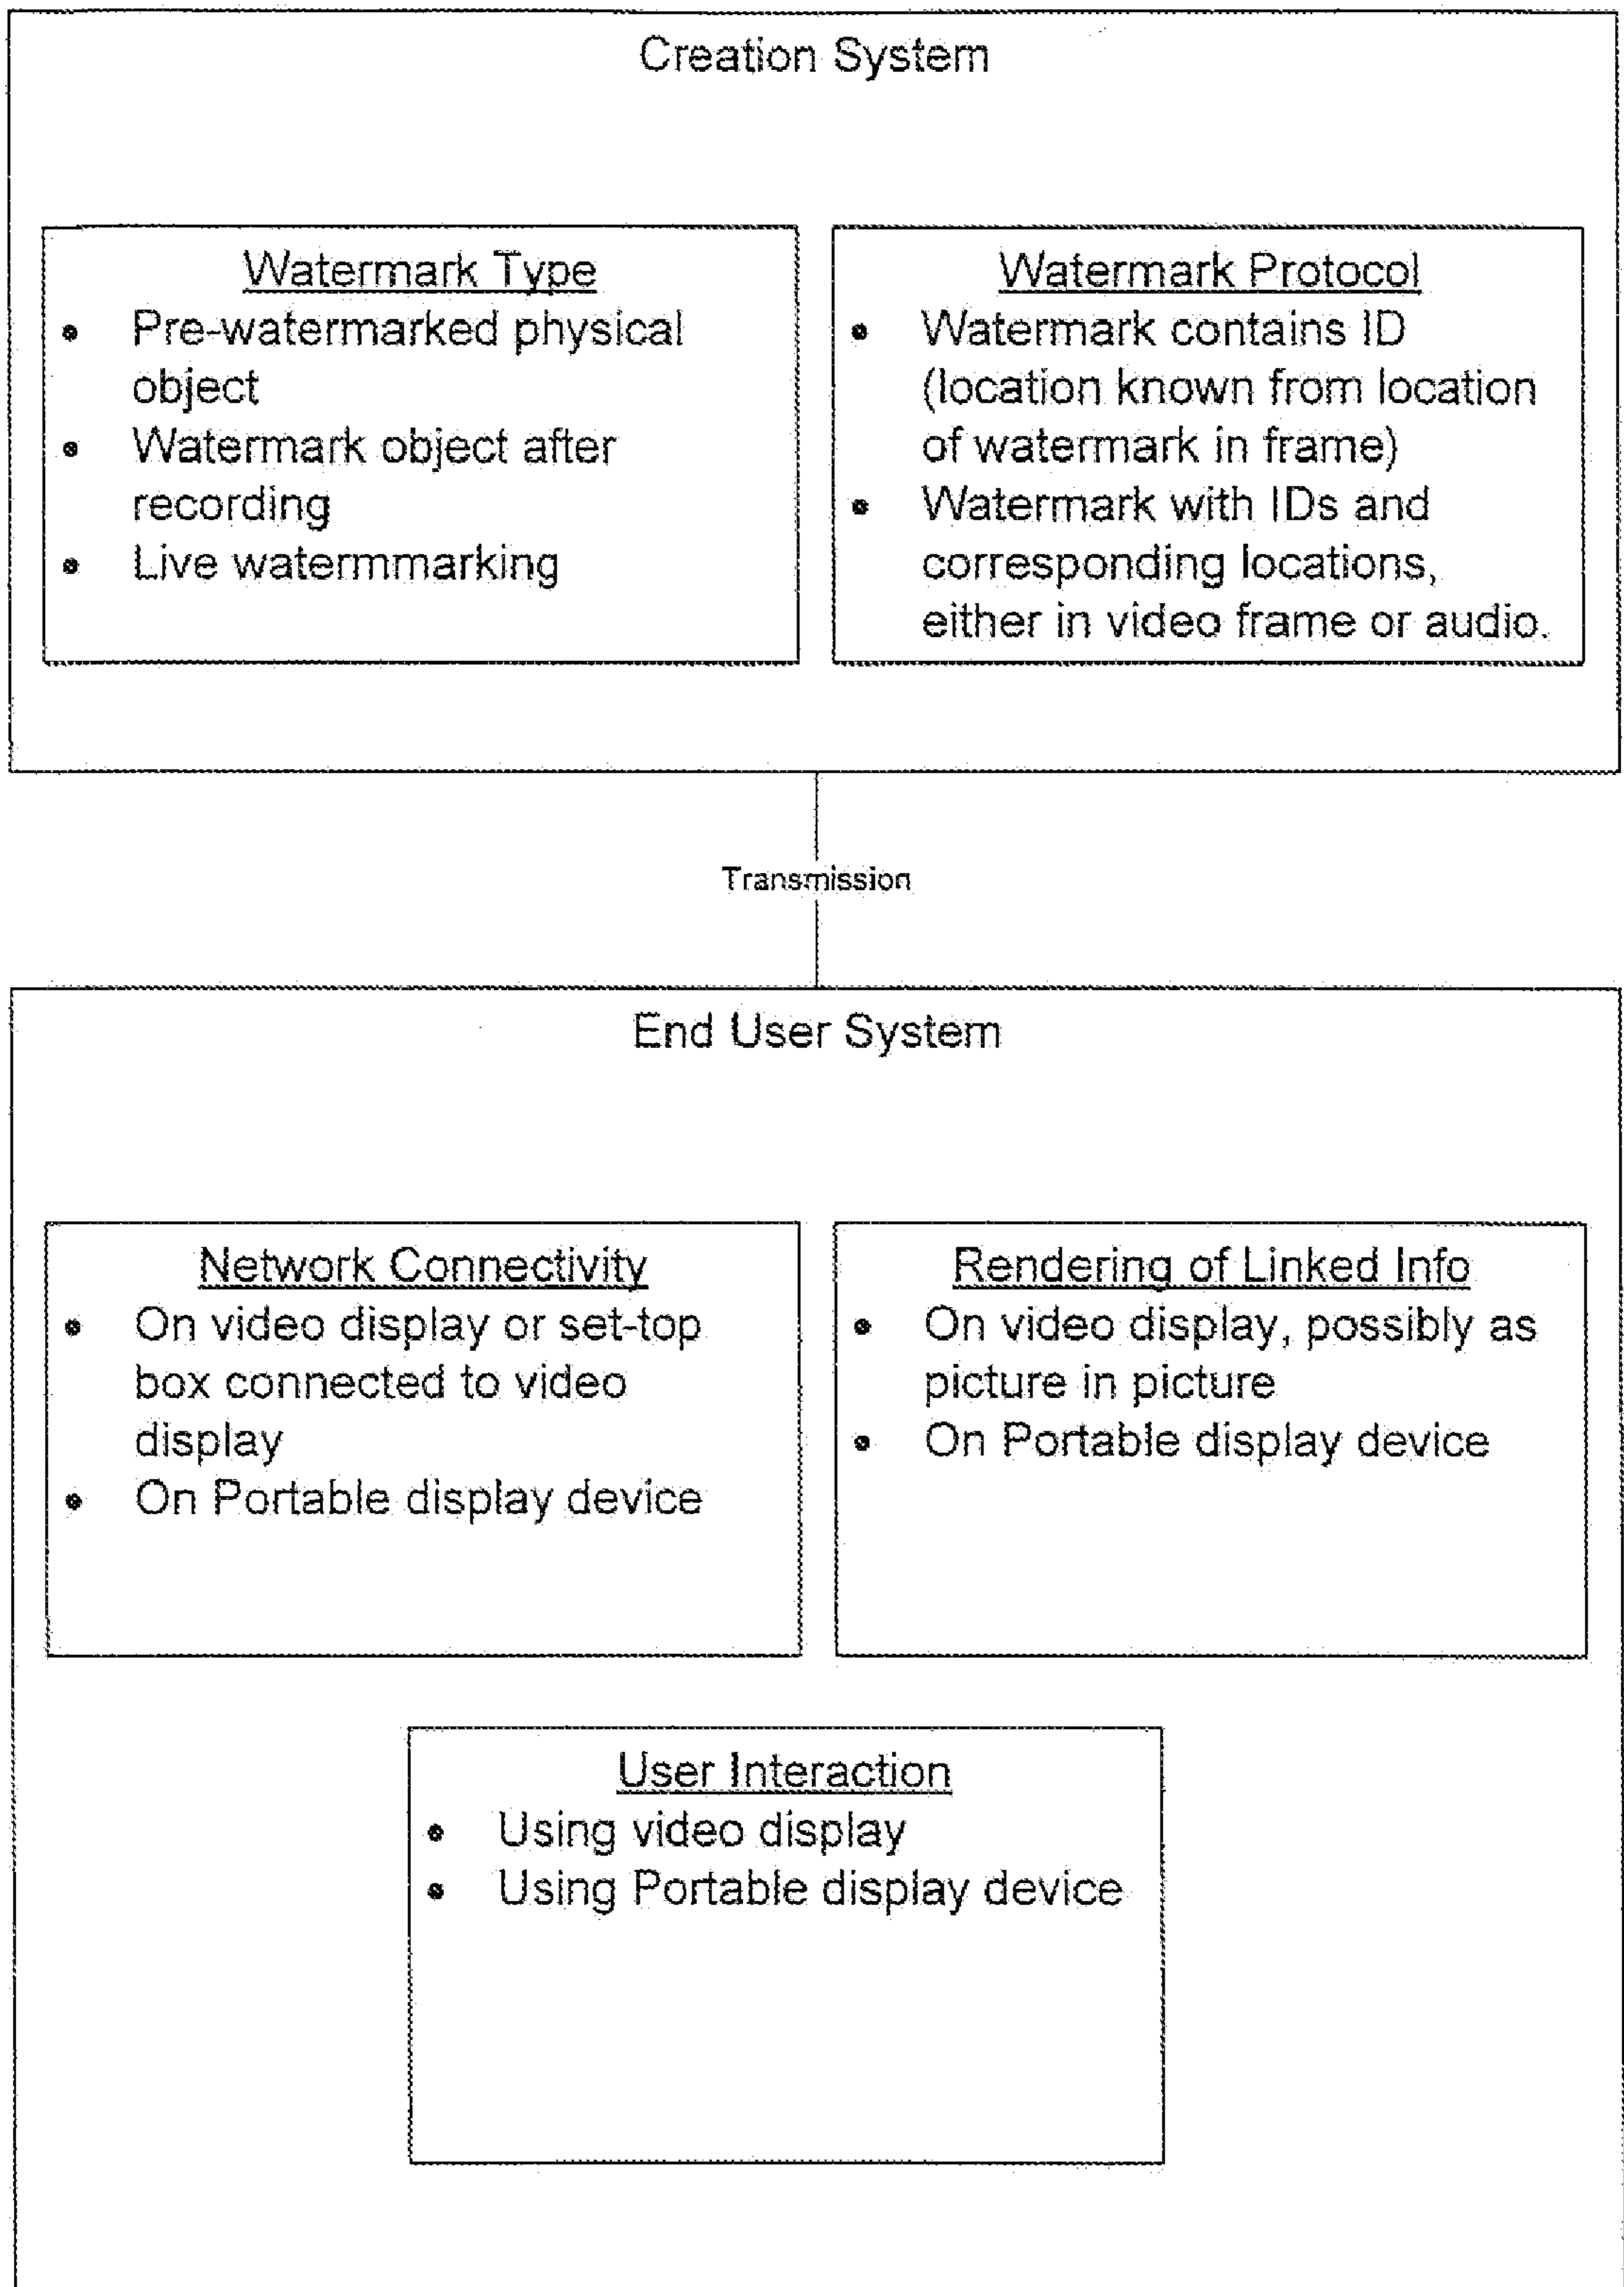 Creation System
Watermark Type
• Pre-watermarked physical
object
• Watermark object after
recording
• Live watermmarking
Watermark Protocol
• Watermark contains ID
(location known from location
of watermark in frame)
• Watermark with IDs and
corresponding locations,
either in video frame or audio.
Transmission
End User System
Network Connectivity
• On video display or set-top
box connected to video
display
• On Portable display device
Rendering of Linked Info
• On video display, possibly as
picture in picture
• On Portable display device
User Interaction
• Using video display
• Using Portable display device